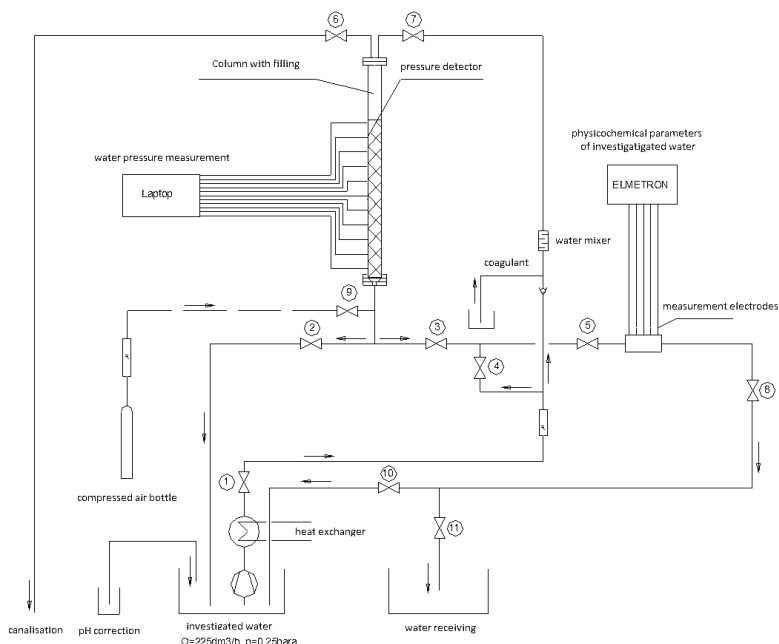 6
7
Column with filling
pressure detector
physicochemical parameters
of investigatigated water
water pressure measurement
Laptop
ELMETRON
water mixer
coagulant
9
measurement electrodes
2
3
5
4
8
1
10
11
compressed air bottle
heat exchanger
canalisation
pH correction
investigated water
Q=225dm3/h, p=0,25bara
water receiving